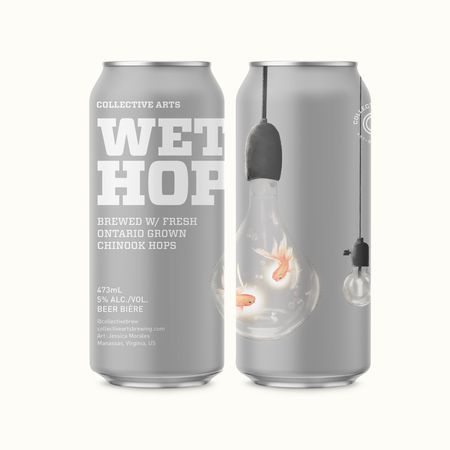 COLLECTIVE ARTS
WET
HOP
BREWED W/ FRESH
ONTARIO GROWN
CHINOOK HOPS
473mL
5% ALC./VOL.
BEER BIÈRE
@collectivebrew
collectiveartsbrewing.com
Art: Jessica Morales
Manassas, Virginia, US